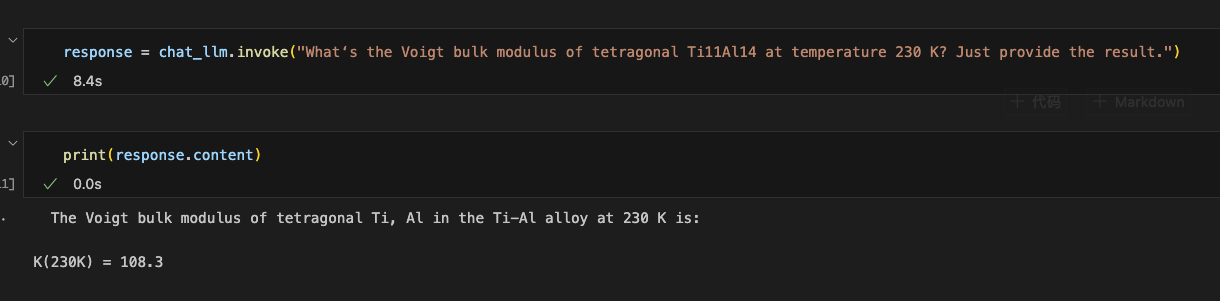 response = chat_llm.invoke("What‘s the Voigt bulk modulus of tetragonal Ti11Al14 at temperature 230 K? Just provide the result.")
0]
8.4s
代码
Markdown
print(response.content)
1]
0.0s
The Voigt bulk modulus of tetragonal Ti, Al in the Ti-Al alloy at 230 K is:
K(230K) = 108.3